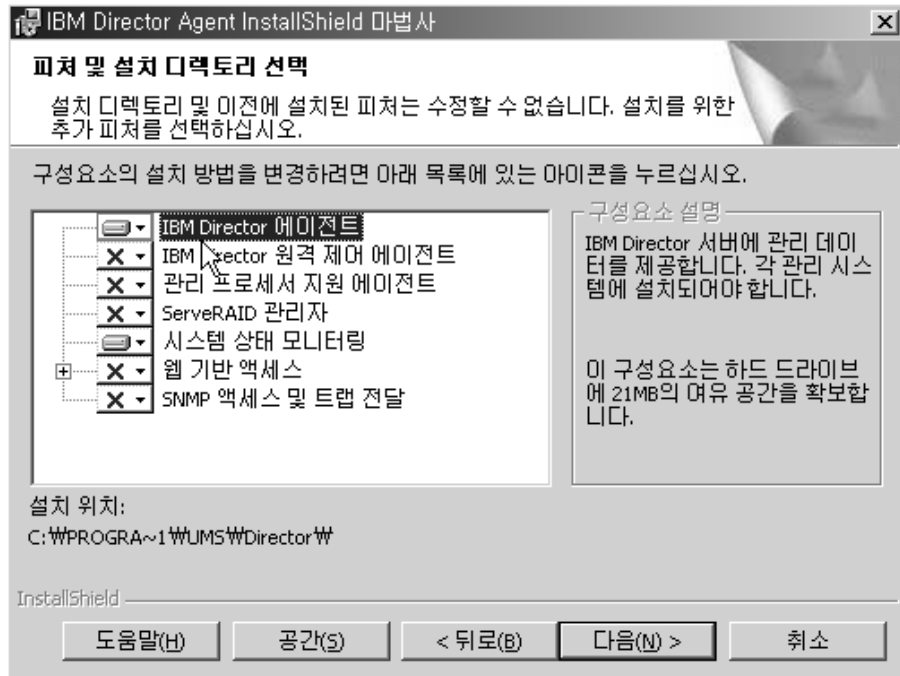 IBM Director Agent InstallShield 마법사
피처 및 설치 디렉토리 선택
설치 디렉토리 및 이전에 설치된 피처는 수정할 수 없습니다. 설치를 위한
추가 피처를 선택하십시오.
구성요소의 설치 방법을 변경하려면 아래 목록에 있는 아이콘을 누르십시오.
IBM Director 에이전트
IBM Director 원격 제어 에이전트
관리 프로세서 지원 에이전트
ServeRAID 관리자
시스템 상태 모니터링
웹 기반 액세스
SNMP 액세스 및 트랩 전달
구성요소 설명
IBM Director 서버에 관리 데이
터를 제공합니다. 각 관리 시스
템에 설치되어야 합니다.
이 구성요소는 하드 드라이브
에 21MB의 여유 공간을 확보합
니다.
설치 위치:
C:₩PROGRA~1₩UMS₩Director₩
InstallShield
도움말(H)
공간(S)
< 뒤로(B)
다음(N) >
취소